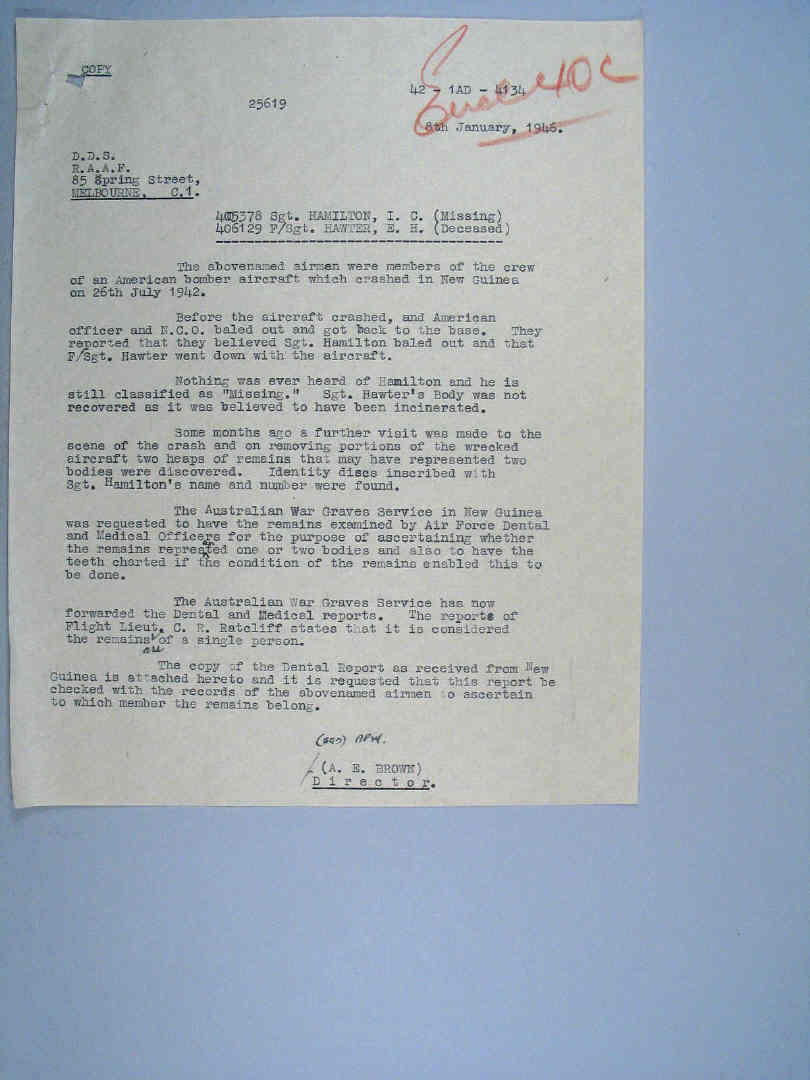 COPY
42 - 1AD - 4134
Encl 40C
25619
8th January, 1946.
D.D.S.
R.A.A.F.
85 Spring Street,
MELBOURNE. C.1.
405378 Sgt. HAMILTON, I. C. (Missing)
406129 F/Sgt. HAWTER, E. H. (Deceased)
The abovenamed airmen were members of the crew
of an American bomber aircraft which crashed in New Guinea
on 26th July 1942.
Before the aircraft crashed, and American
officer and N.C.O. baled out and got back to the base. They
reported that they believed Sgt. Hamilton baled out and that
F/Sgt. Hawter went down with the aircraft.
Nothing was ever heard of Hamilton and he is
still classified as "Missing." Sgt. Hawter's Body was not
recovered as it was believed to have been incinerated.
Some months ago a further visit was made to the
scene of the crash and on removing portions of the wrecked
aircraft two heaps of remains that may have represented two
bodies were discovered. Identity discs inscribed with
Sgt. Hamilton's name and number were found.
The Australian War Graves Service in New Guinea
was requested to have the remains examined by Air Force Dental
and Medical Officers for the purpose of ascertaining whether
the remains represted one or two bodies and also to have the
teeth charted if the condition of the remains enabled this to
be done.
The Australian War Graves Service has now
forwarded the Dental and Medical reports. The reports of
Flight Lieut. C. R. Ratcliff states that it is considered
the remains of a single person.
The copy of the Dental Report as received from New
Guinea is attached hereto and it is requested that this report be
checked with the records of the abovenamed airmen to ascertain
to which member the remains belong.
(A. E. BROWN)
Director.